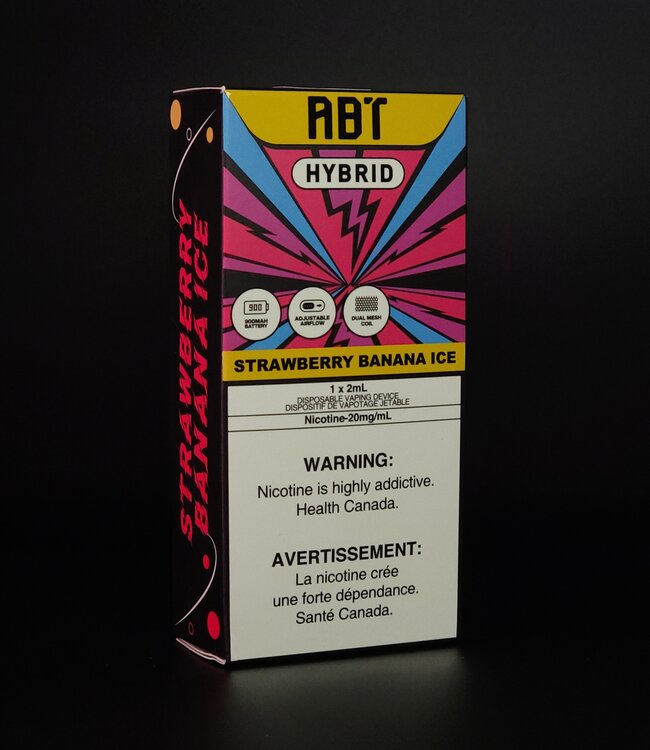 ABT
HYBRID
900
900MAH
BATTERY
ADJUSTABLE
AIRFLOW
DUAL MESH
COIL
STRAWBERRY BANANA ICE
1 x 2mL
DISPOSABLE VAPING DEVICE
DISPOSITIF DE VAPOTAGE JETABLE
Nicotine-20mg/mL
WARNING:
Nicotine is highly addictive.
Health Canada.
AVERTISSEMENT:
La nicotine crée
une forte dépendance.
Santé Canada.
STRAWBERRY
BANANA ICE